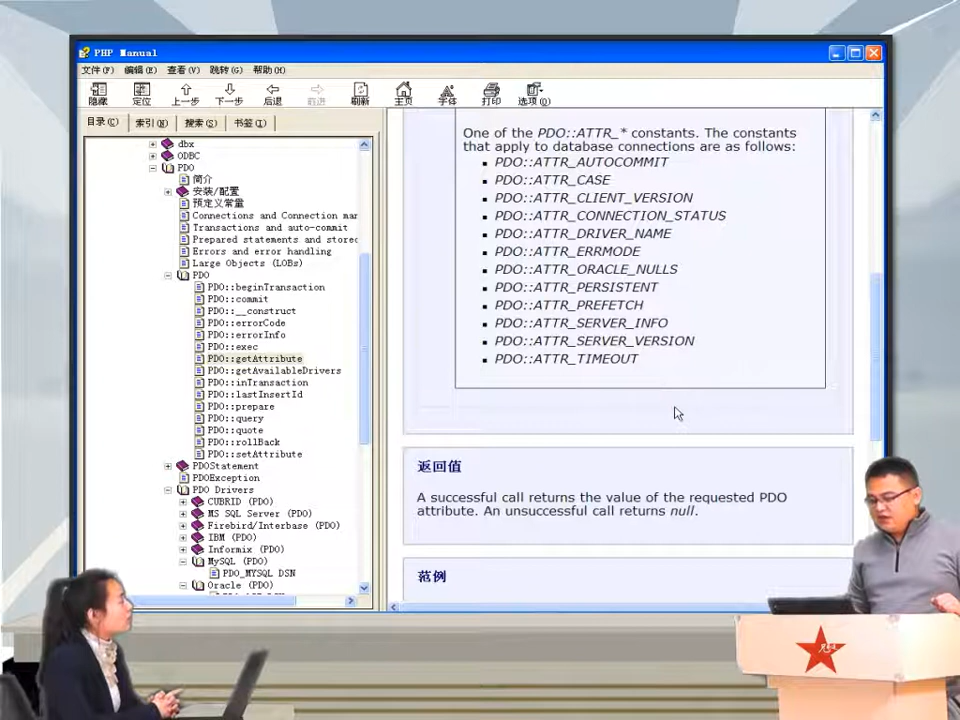 PHP Manual
文件(F) 编辑(E) 查看(V) 跳转(G) 帮助(H)
隐藏 定位 上一步 下一步 后退 前进 刷新 主页 字体 打印 选项(O)
目录(C) 索引(N) 搜索(S) 书签(I)
dbx
ODBC
PDO
简介
安装/配置
预定义常量
Connections and Connection mar
Transactions and auto-commit
Prepared statements and stored
Errors and error handling
Large Objects (LOBs)
PDO
PDO::beginTransaction
PDO::commit
PDO::__construct
PDO::errorCode
PDO::errorInfo
PDO::exec
PDO::getAttribute
PDO::getAvailableDrivers
PDO::inTransaction
PDO::lastInsertId
PDO::prepare
PDO::query
PDO::quote
PDO::rollBack
PDO::setAttribute
PDOStatement
PDOException
PDO Drivers
CUBRID (PDO)
MS SQL Server (PDO)
Firebird/Interbase (PDO)
IBM (PDO)
Informix (PDO)
MySQL (PDO)
PDO_MYSQL DSN
Oracle (PDO)
One of the PDO::ATTR_* constants. The constants
that apply to database connections are as follows:
PDO::ATTR_AUTOCOMMIT
PDO::ATTR_CASE
PDO::ATTR_CLIENT_VERSION
PDO::ATTR_CONNECTION_STATUS
PDO::ATTR_DRIVER_NAME
PDO::ATTR_ERRMODE
PDO::ATTR_ORACLE_NULLS
PDO::ATTR_PERSISTENT
PDO::ATTR_PREFETCH
PDO::ATTR_SERVER_INFO
PDO::ATTR_SERVER_VERSION
PDO::ATTR_TIMEOUT
返回值
A successful call returns the value of the requested PDO
attribute. An unsuccessful call returns null.
范例